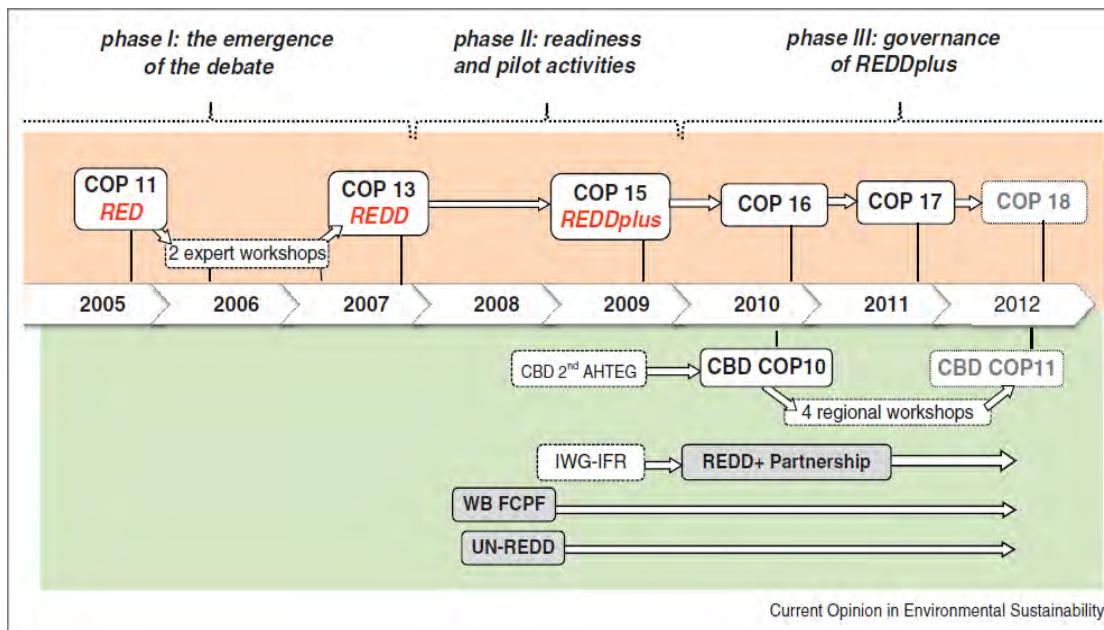 phase I: the emergence
of the debate
phase II: readiness
and pilot activities
phase III: governance
of REDDplus
COP 11
RED
2 expert workshops
COP 13
REDD
COP 15
REDDplus
COP 16
COP 17
COP 18
2005
2006
2007
2008
2009
2010
2011
2012
CBD 2nd AHTEG
CBD COP10
4 regional workshops
CBD COP11
IWG-IFR
REDD+ Partnership
WB FCPF
UN-REDD
Current Opinion in Environmental Sustainability